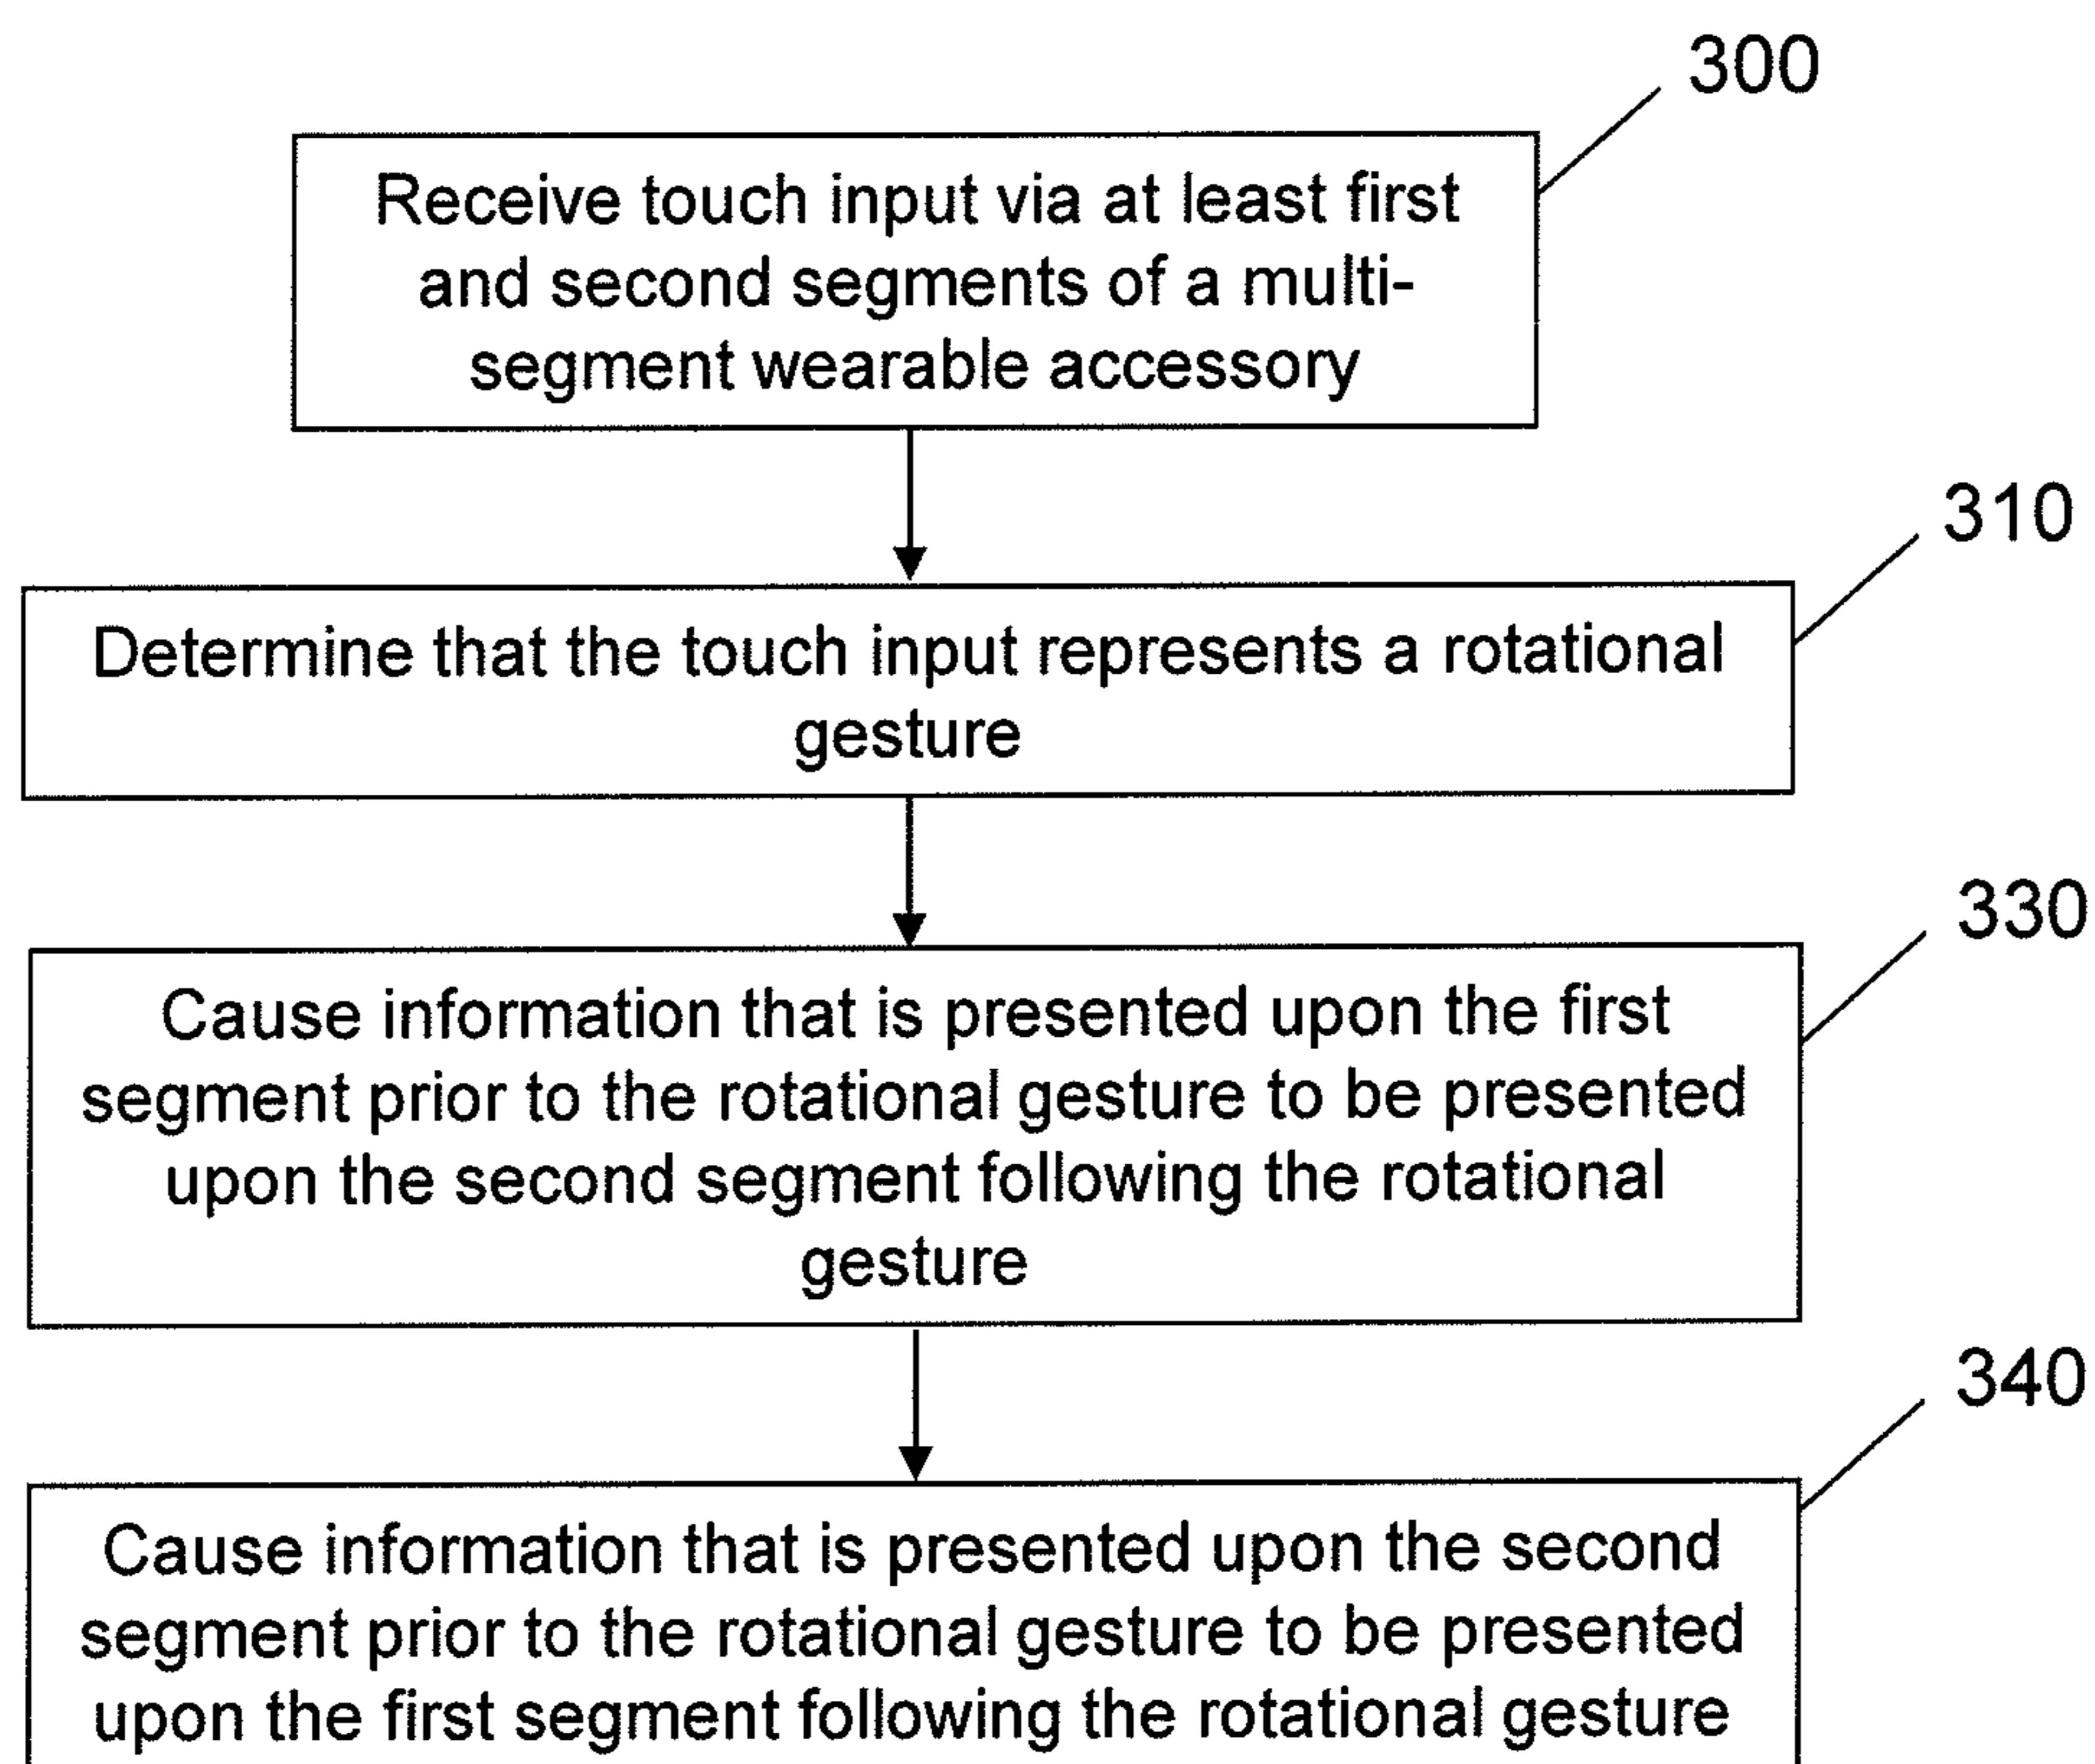 300
Receive touch input via at least first
and second segments of a multi-
segment wearable accessory
310
Determine that the touch input represents a rotational
gesture
330
Cause information that is presented upon the first
segment prior to the rotational gesture to be presented
upon the second segment following the rotational
gesture
340
Cause information that is presented upon the second
segment prior to the rotational gesture to be presented
upon the first segment following the rotational gesture